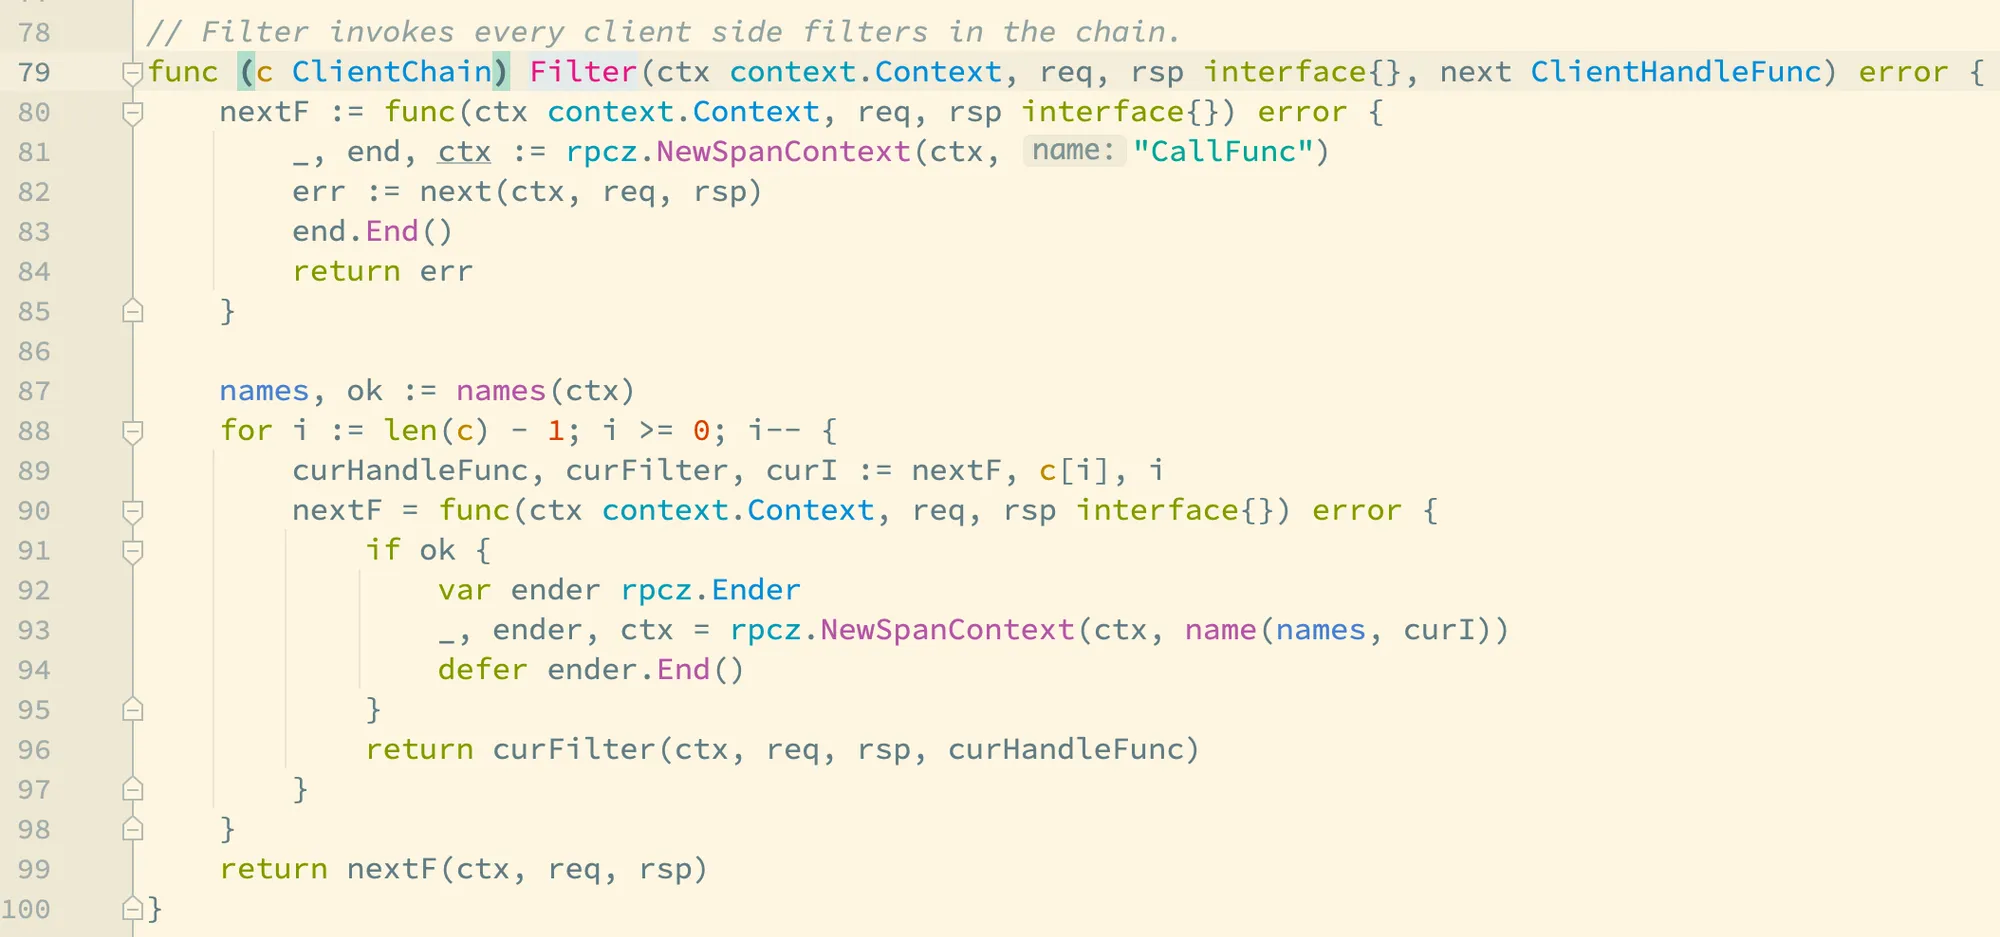 78 // Filter invokes every client side filters in the chain.
79 func (c ClientChain) Filter(ctx context.Context, req, rsp interface{}, next ClientHandleFunc) error {
80 nextF := func(ctx context.Context, req, rsp interface{}) error {
81 _, end, ctx := rpcz.NewSpanContext(ctx, name: "CallFunc")
82 err := next(ctx, req, rsp)
83 end.End()
84 return err
85 }
86
87 names, ok := names(ctx)
88 for i := len(c) - 1; i >= 0; i-- {
89 curHandleFunc, curFilter, curI := nextF, c[i], i
90 nextF = func(ctx context.Context, req, rsp interface{}) error {
91 if ok {
92 var ender rpcz.Ender
93 _, ender, ctx = rpcz.NewSpanContext(ctx, name(names, curI))
94 defer ender.End()
95 }
96 return curFilter(ctx, req, rsp, curHandleFunc)
97 }
98 }
99 return nextF(ctx, req, rsp)
100 }